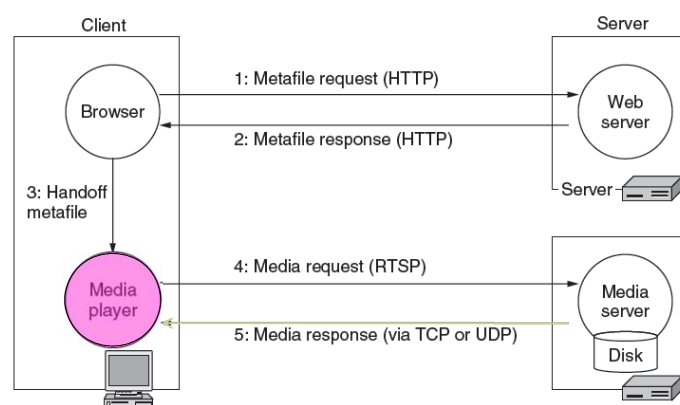 Client
Server
1: Metafile request (HTTP)
Browser
Web
server
2: Metafile response (HTTP)
3: Handoff
metafile
Server
4: Media request (RTSP)
Media
player
Media
server
5: Media response (via TCP or UDP)
Disk